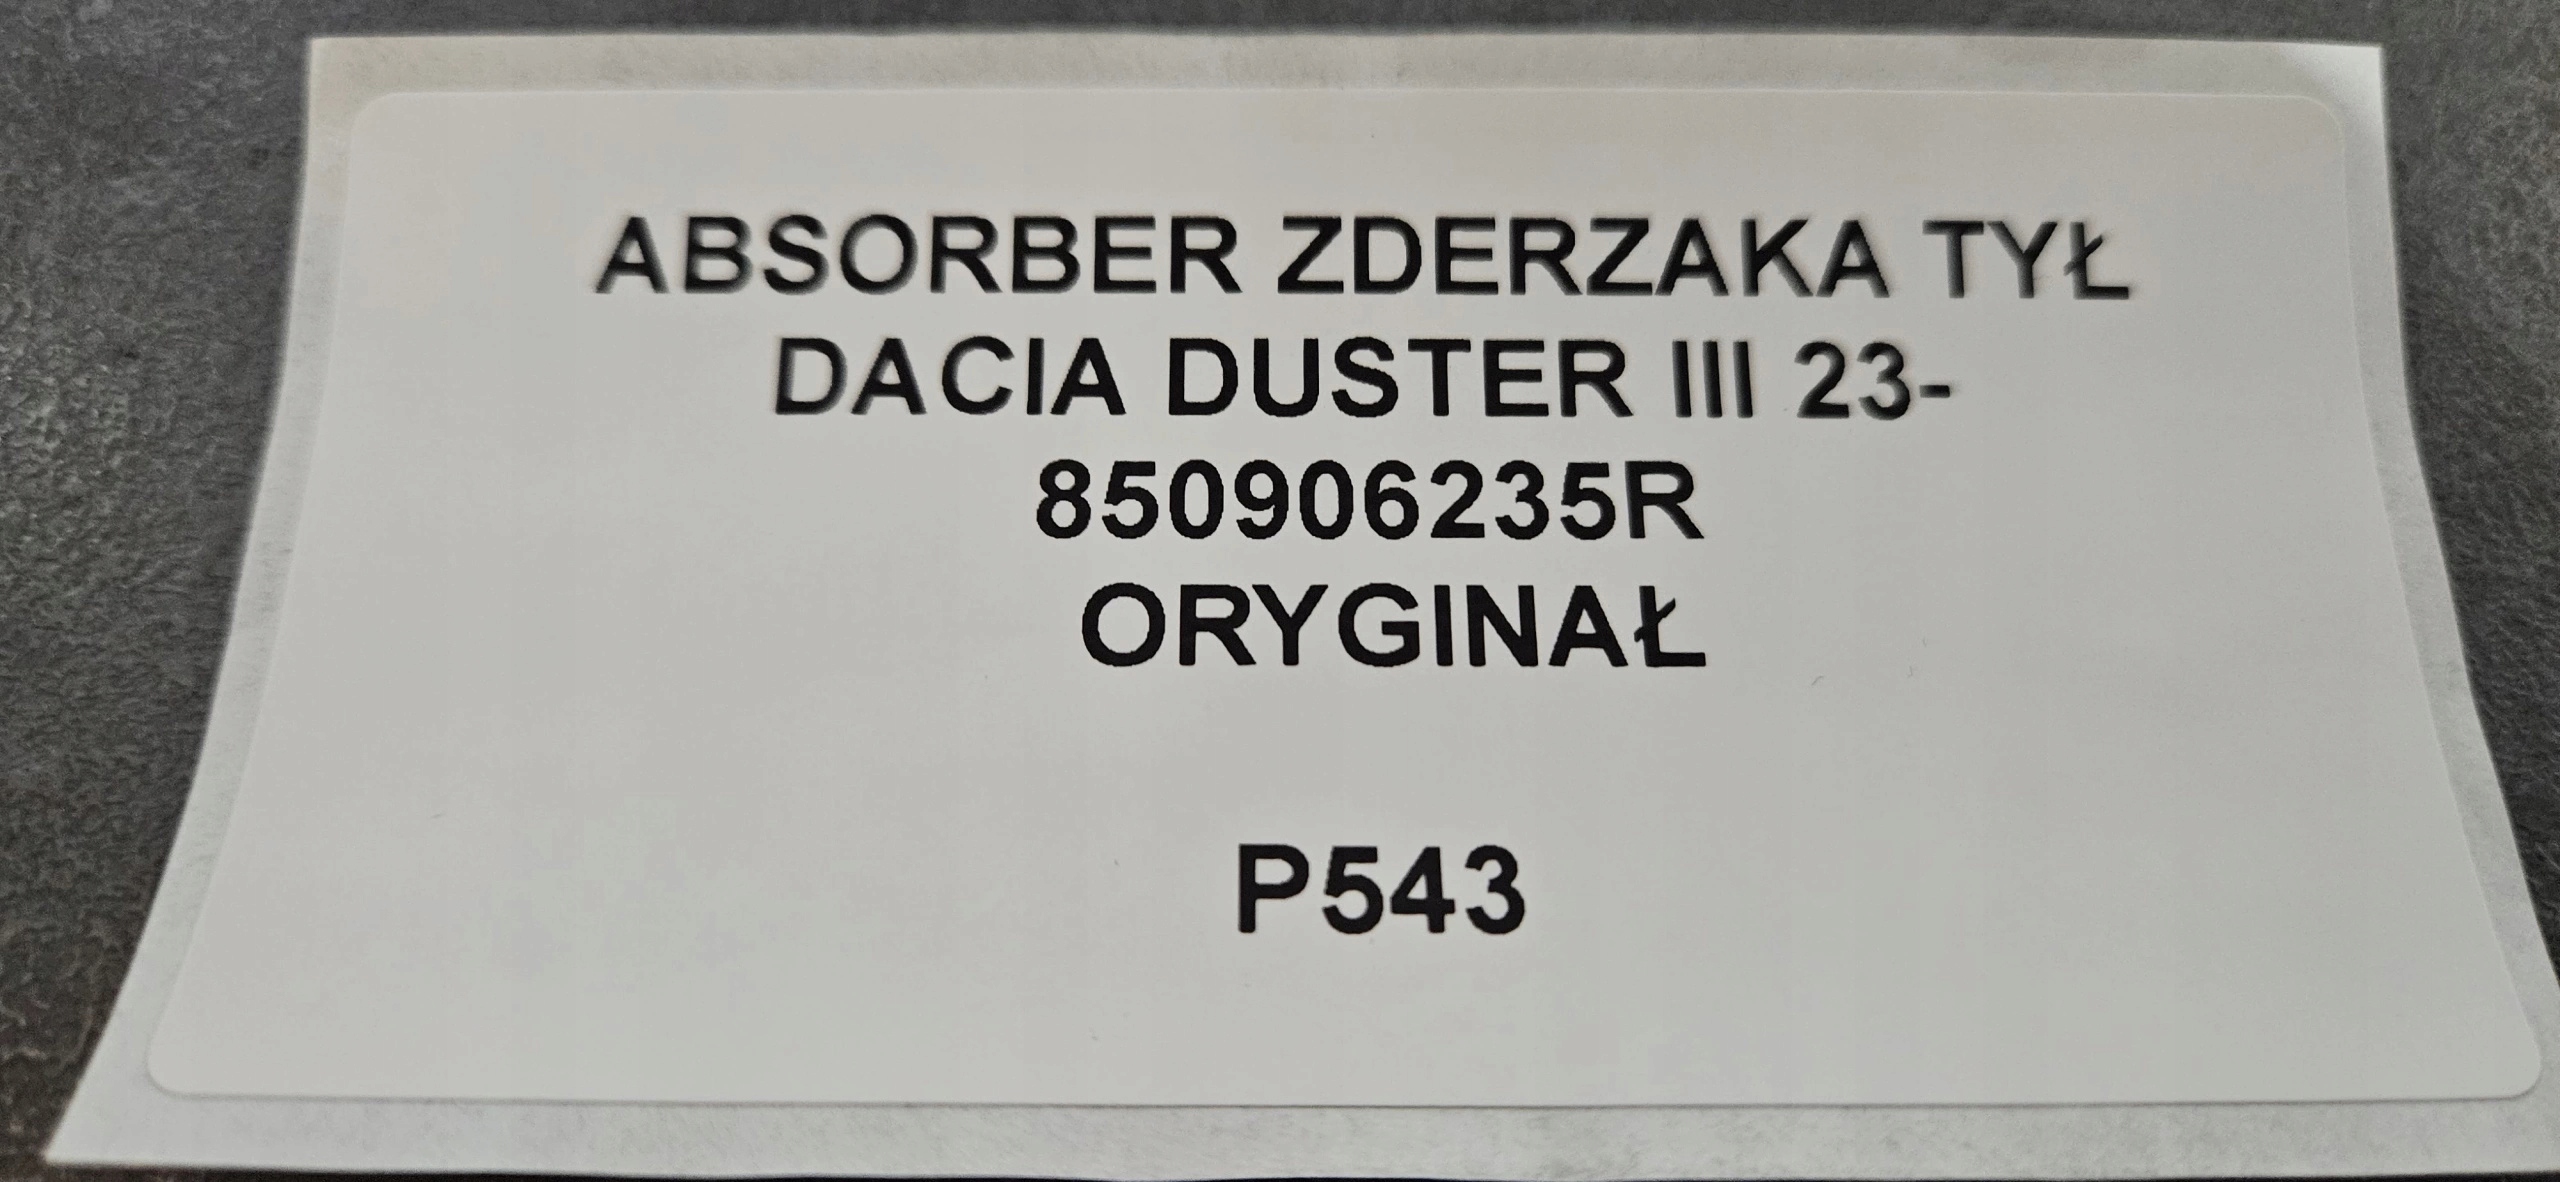 ABSORBER ZDERZAKA TYŁ
DACIA DUSTER III 23-
850906235R
ORYGINAŁ
P543